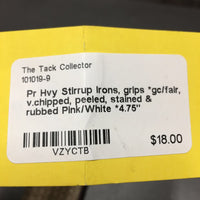 The Tack Collector
101019-9
Pr Hvy Stirrup Irons, grips *gc/fair,
v.chipped, peeled, stained &
rubbed Pink/White *4.75"
$18.00
VZYCTB